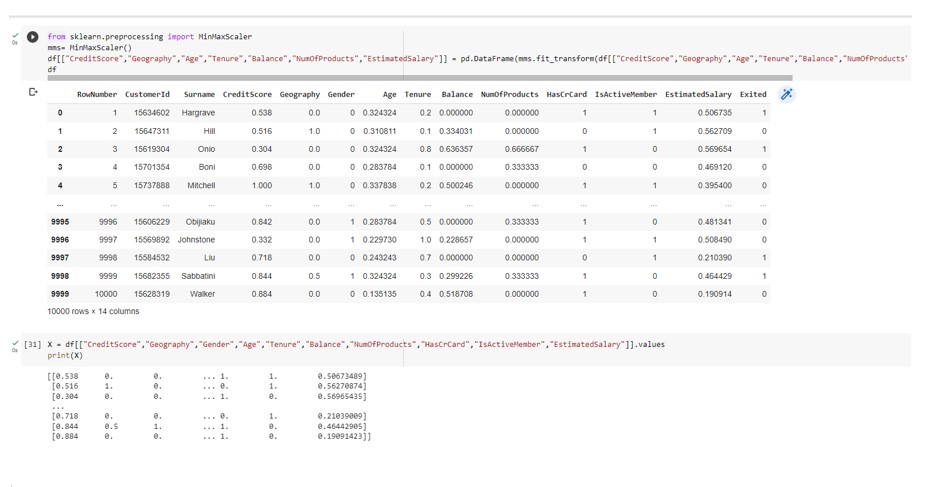 from sklearn.preprocessing import MinMaxScaler
0s
mms= MinMaxScaler()
df[["CreditScore","Geography","Age","Tenure","Balance","NumOfProducts","EstimatedSalary"]] = pd.DataFrame(mms.fit_transform(df[["CreditScore","Geography","Age","Tenure","Balance","NumOfProducts"
df
RowNumber CustomerId Surname CreditScore Geography Gender Age Tenure Balance NumOfProducts HasCrCard IsActiveMember EstimatedSalary Exited
0 1 15634602 Hargrave 0.538 0.0 0 0.324324 0.2 0.000000 0.000000 1 1 0.506735 1
1 2 15647311 Hill 0.516 1.0 0 0.310811 0.1 0.334031 0.000000 0 1 0.562709 0
2 3 15619304 Onio 0.304 0.0 0 0.324324 0.8 0.636357 0.666667 1 0 0.569654 1
3 4 15701354 Boni 0.698 0.0 0 0.283784 0.1 0.000000 0.333333 0 0 0.469120 0
4 5 15737888 Mitchell 1.000 1.0 0 0.337838 0.2 0.500246 0.000000 1 1 0.395400 0
... ... ... ... ... ... ... ... ... ... ... ... ... ... ...
9995 9996 15606229 Obijiaku 0.842 0.0 1 0.283784 0.5 0.000000 0.333333 1 0 0.481341 0
9996 9997 15569892 Johnstone 0.332 0.0 1 0.229730 1.0 0.228657 0.000000 1 1 0.508490 0
9997 9998 15584532 Liu 0.718 0.0 0 0.243243 0.7 0.000000 0.000000 0 1 0.210390 1
9998 9999 15682355 Sabbatini 0.844 0.5 1 0.324324 0.3 0.299226 0.333333 1 0 0.464429 1
9999 10000 15628319 Walker 0.884 0.0 0 0.135135 0.4 0.518708 0.000000 1 0 0.190914 0
10000 rows × 14 columns
[31] X = df[["CreditScore","Geography","Gender","Age","Tenure","Balance","NumOfProducts","HasCrCard","IsActiveMember","EstimatedSalary"]].values
0s
print(X)
[[0.538 0. 0. ... 1. 1. 0.50673489]
[0.516 1. 0. ... 0. 1. 0.56270874]
[0.304 0. 0. ... 1. 0. 0.56965435]
...
[0.718 0. 0. ... 0. 1. 0.21039009]
[0.844 0.5 1. ... 1. 0. 0.46442905]
[0.884 0. 0. ... 1. 0. 0.19091423]]